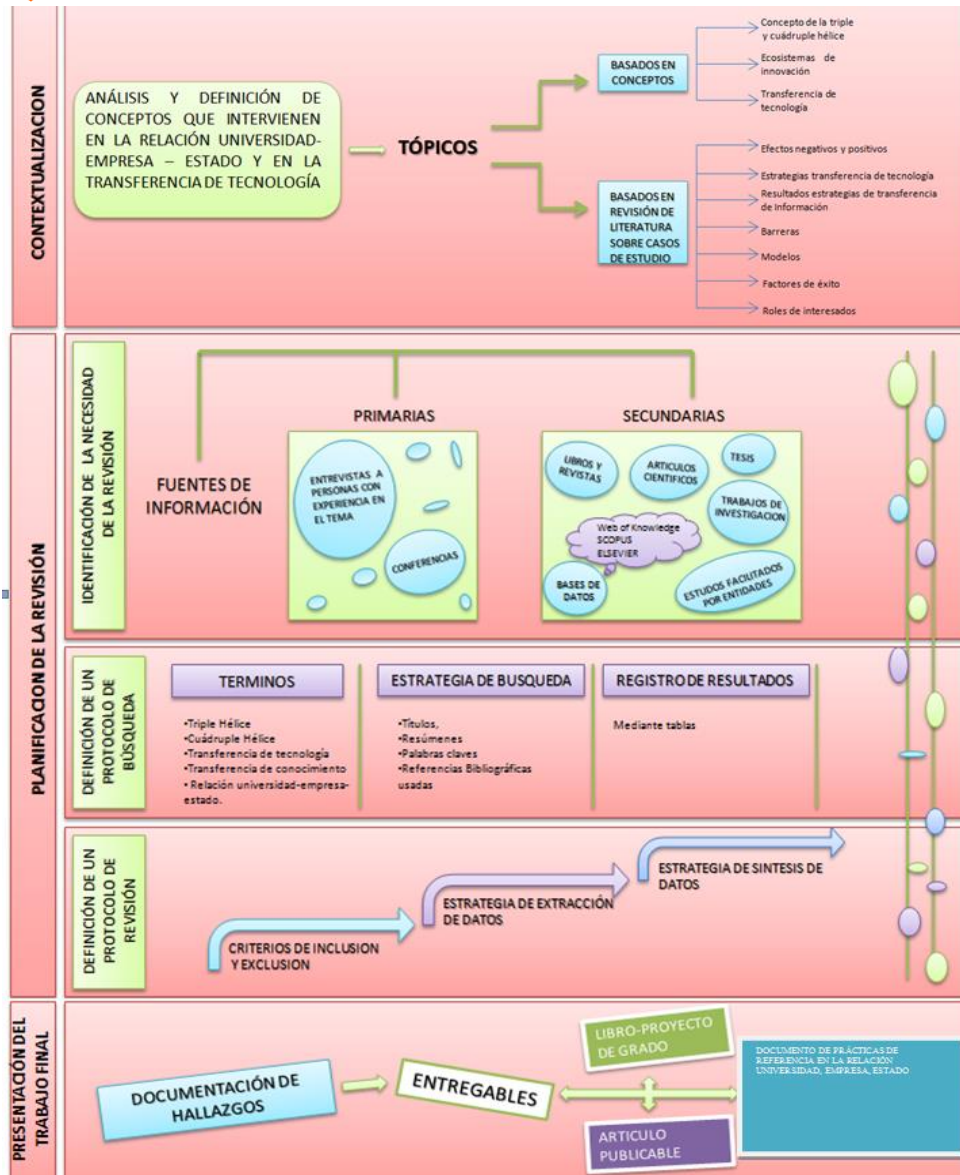 CONTEXTUALIZACION
ANÁLISIS Y DEFINICIÓN DE
CONCEPTOS QUE INTERVIENEN
EN LA RELACIÓN UNIVERSIDAD-
EMPRESA – ESTADO Y EN LA
TRANSFERENCIA DE TECNOLOGÍA
TÓPICOS
BASADOS EN
CONCEPTOS
Concepto de la triple
y cuádruple hélice
Ecosistemas de
innovación
Transferencia de
tecnología
BASADOS EN
REVISIÓN DE
LITERATURA
SOBRE CASOS
DE ESTUDIO
Efectos negativos y positivos
Estrategias transferencia de tecnología
Resultados estrategias de transferencia
de Información
Barreras
Modelos
Factores de éxito
Roles de interesados
PLANIFICACION DE LA REVISIÓN
IDENTIFICACIÓN DE LA NECESIDAD
DE LA REVISIÓN
FUENTES DE
INFORMACIÓN
PRIMARIAS
ENTREVISTAS A
PERSONAS CON
EXPERIENCIA EN
EL TEMA
CONFERENCIAS
SECUNDARIAS
LIBROS Y
REVISTAS
ARTICULOS
CIENTIFICOS
TESIS
TRABAJOS DE
INVESTIGACION
Web of Knowledge
SCOPUS
ELSEVIER
BASES DE
DATOS
ESTUDOS FACILITADOS
POR ENTIDADES
DEFINICIÓN DE UN
PROTOCOLO DE
BÚSQUEDA
TERMINOS
•Triple Hélice
•Cuádruple Hélice
•Transferencia de tecnología
•Transferencia de conocimiento
• Relación universidad-empresa-
estado.
ESTRATEGIA DE BUSQUEDA
•Títulos,
•Resúmenes
•Palabras claves
•Referencias Bibliográficas
usadas
REGISTRO DE RESULTADOS
Mediante tablas
DEFINICIÓN DE UN
PROTOCOLO DE
REVISIÓN
CRITERIOS DE INCLUSION
Y EXCLUSION
ESTRATEGIA DE EXTRACCIÓN
DE DATOS
ESTRATEGIA DE SINTESIS DE
DATOS
PRESENTACIÓN DEL
TRABAJO FINAL
DOCUMENTACIÓN DE
HALLAZGOS
ENTREGABLES
LIBRO-PROYECTO
DE GRADO
ARTICULO
PUBLICABLE
DOCUMENTO DE PRÁCTICAS DE
REFERENCIA EN LA RELACIÓN
UNIVERSIDAD, EMPRESA, ESTADO